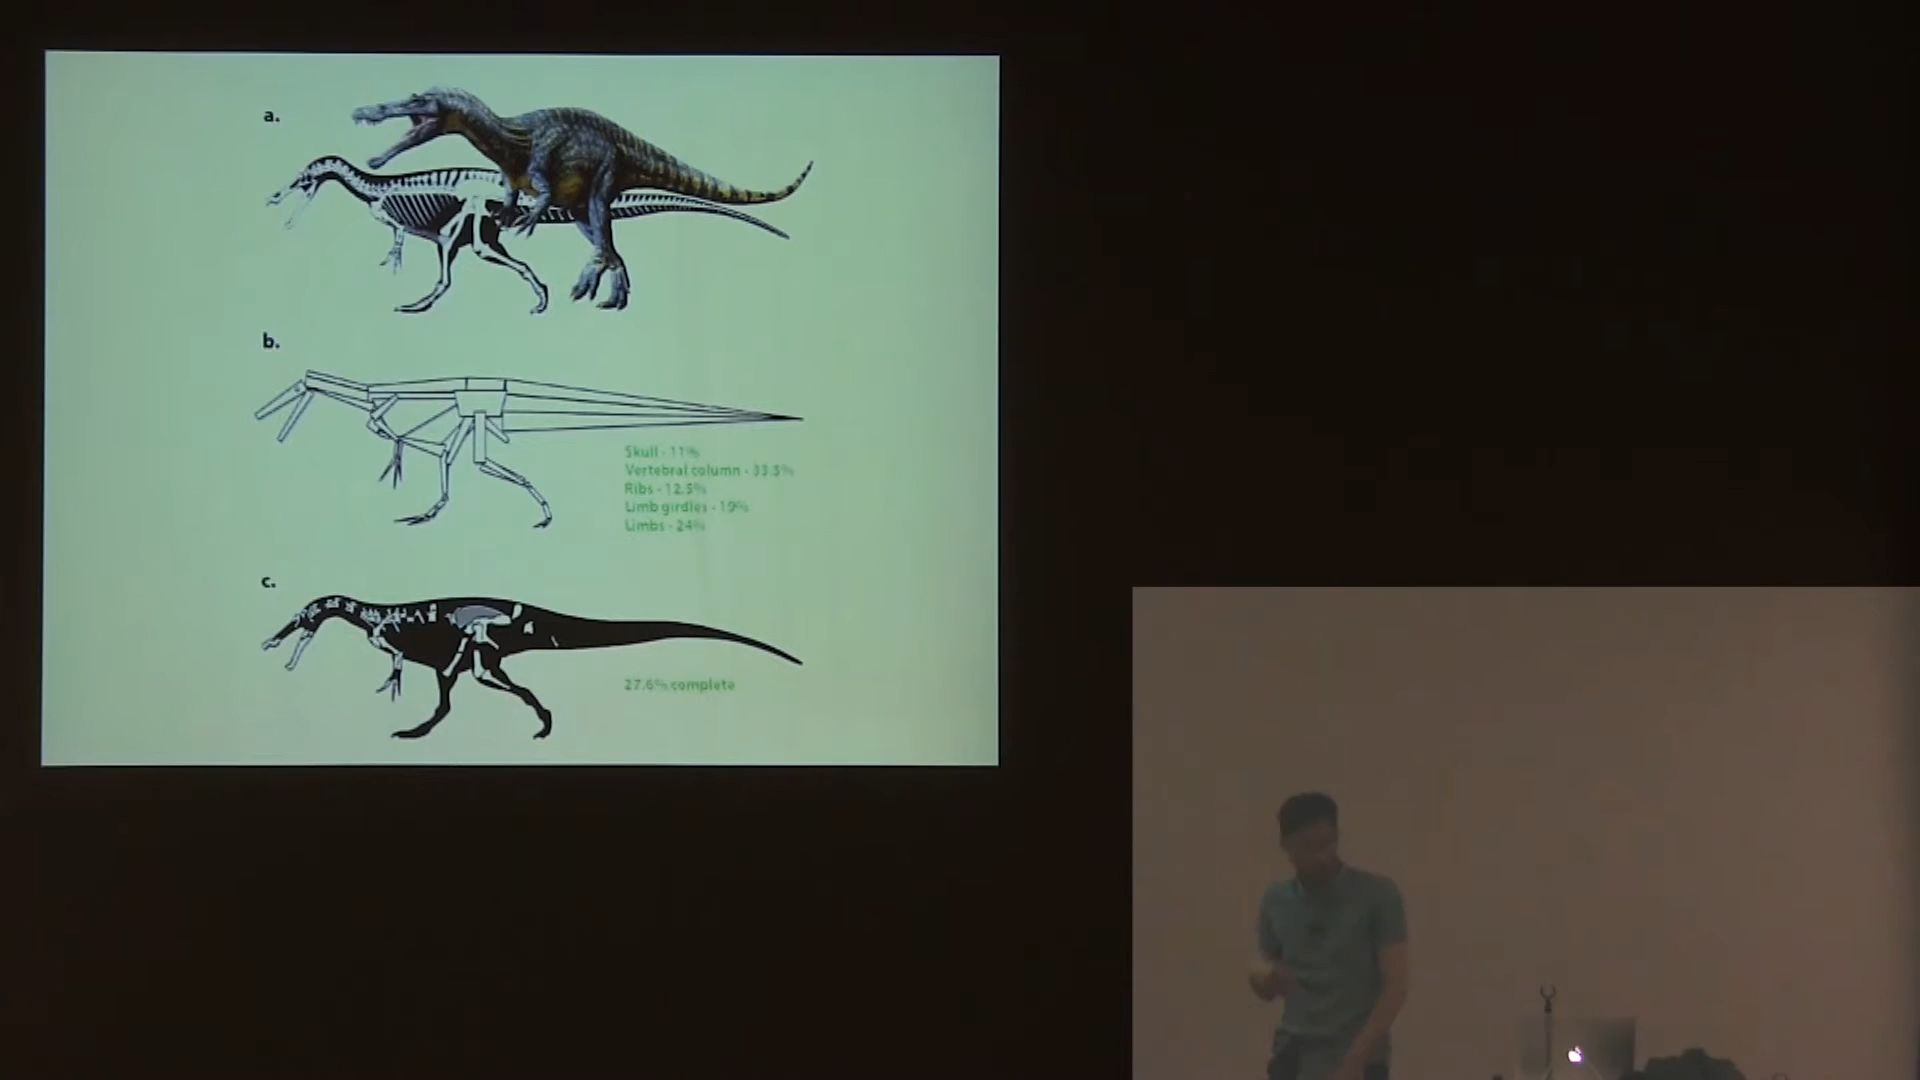 a.
b.
Skull - 11%
Vertebral column - 33.5%
Ribs - 12.5%
Limb girdles - 19%
Limbs - 24%
c.
27.6% complete